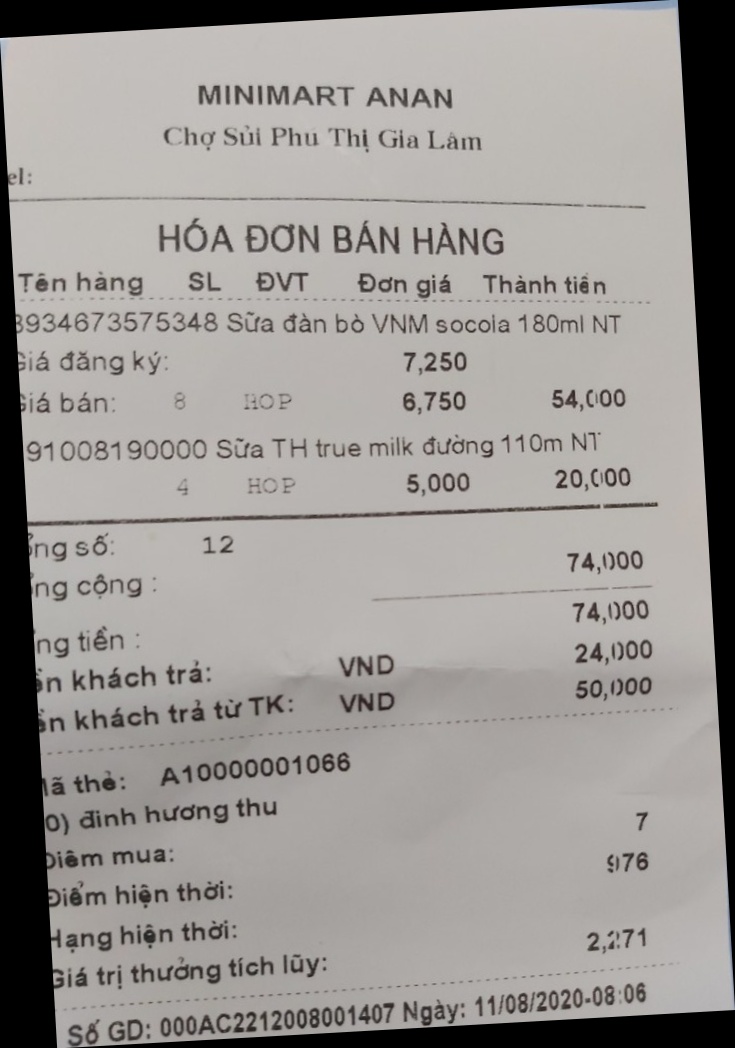 MINIMART ANAN
Chợ Sủi Phú Thị Gia Lâm
el:
HÓA ĐƠN BÁN HÀNG
Tên hàng SL ĐVT Đơn giá Thành tiền
8934673575348 Sữa đàn bò VNM socola 180ml NT
Giá đăng ký: 7,250
Giá bán: 8 HOP 6,750 54,000
91008190000 Sữa TH true milk đường 110m NT
4 HOP 5,000 20,000
ổng số: 12
ổng cộng : 74,000
ng tiền : 74,000
ền khách trả: VND 24,000
ền khách trả từ TK: VND 50,000
Mã thẻ: A10000001066
0) đinh hương thu
Điểm mua: 7
Điểm hiện thời: 976
Hạng hiện thời:
Giá trị thưởng tích lũy: 2,271
Số GD: 000AC2212008001407 Ngày: 11/08/2020-08:06